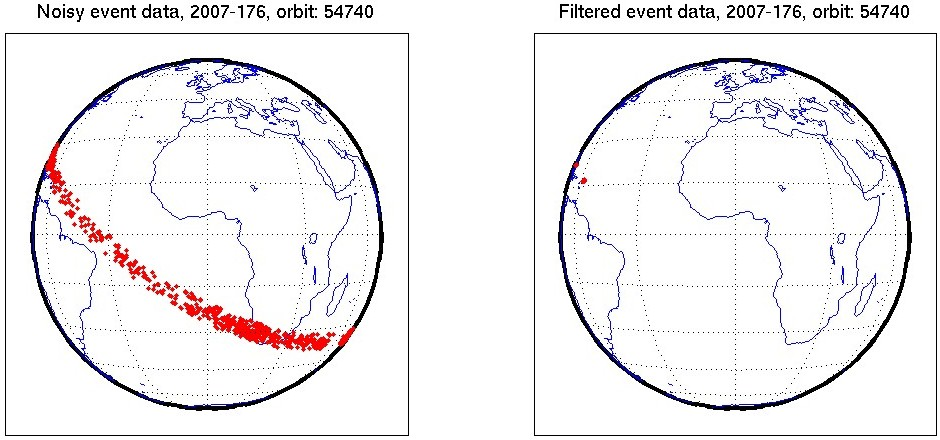 Noisy event data, 2007-176, orbit: 54740
Filtered event data, 2007-176, orbit: 54740